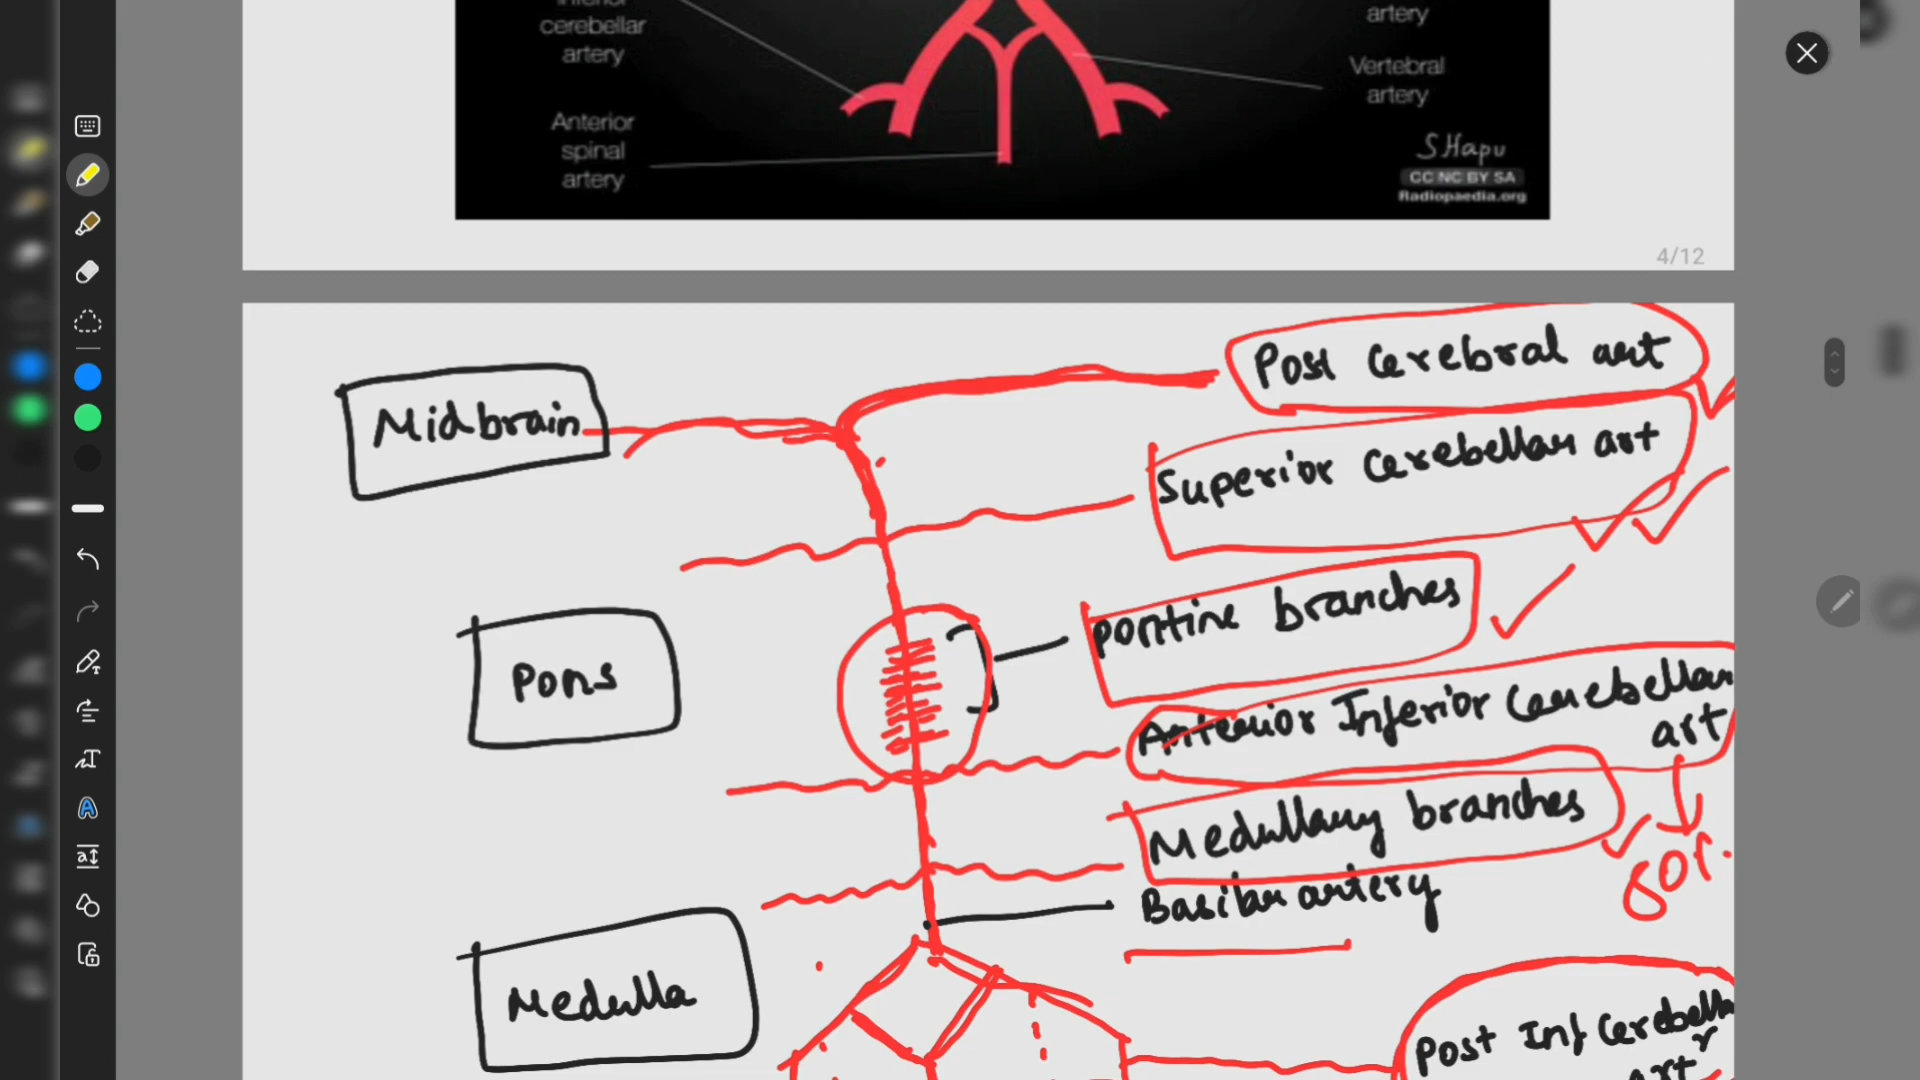 Inferior
cerebellar
artery
artery
Vertebral
artery
Anterior
spinal
artery
S Hapu
CC NC BY SA
Radiopaedia.org
4/12
Post cerebral art
Midbrain
Superior cerebellar art
pontine branches
Pons
Anterior Inferior Cerebellar
art
Medullary branches
80%
Basilar artery
Medulla
Post Inf Cerebellar
art